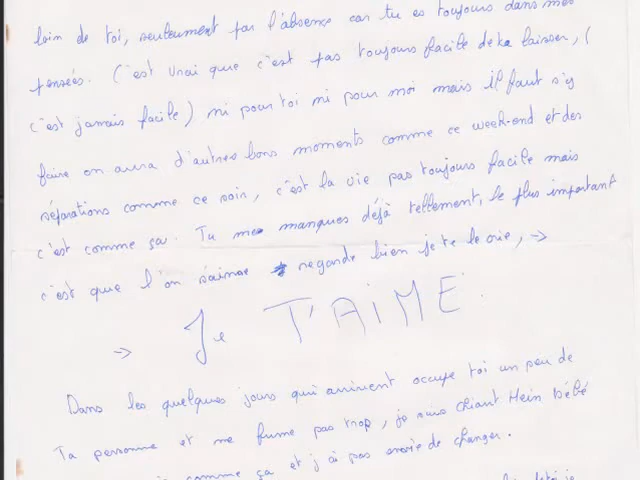 loin de toi, seulement par l'absence car tu es toujours dans mes
pensées. (c'est vrai que c'est pas toujours facile de te laisser, (
c'est jamais facile) ni pour toi ni pour moi mais il faut s'y
faire on aura d'autres bons moments comme ce week-end et des
séparations comme ce soir, c'est la vie pas toujours facile mais
c'est comme ça. Tu me manques déjà tellement, le plus important
c'est que l'on s'aime regarde bien je te le crie, →
→ Je T'AiME.
Dans les quelques jours qui arrivent occupe toi un peu de
Ta personne et me fume pas trop, je suis chiant Hein Bébé
comme ça et j'ai pas envie de changer.